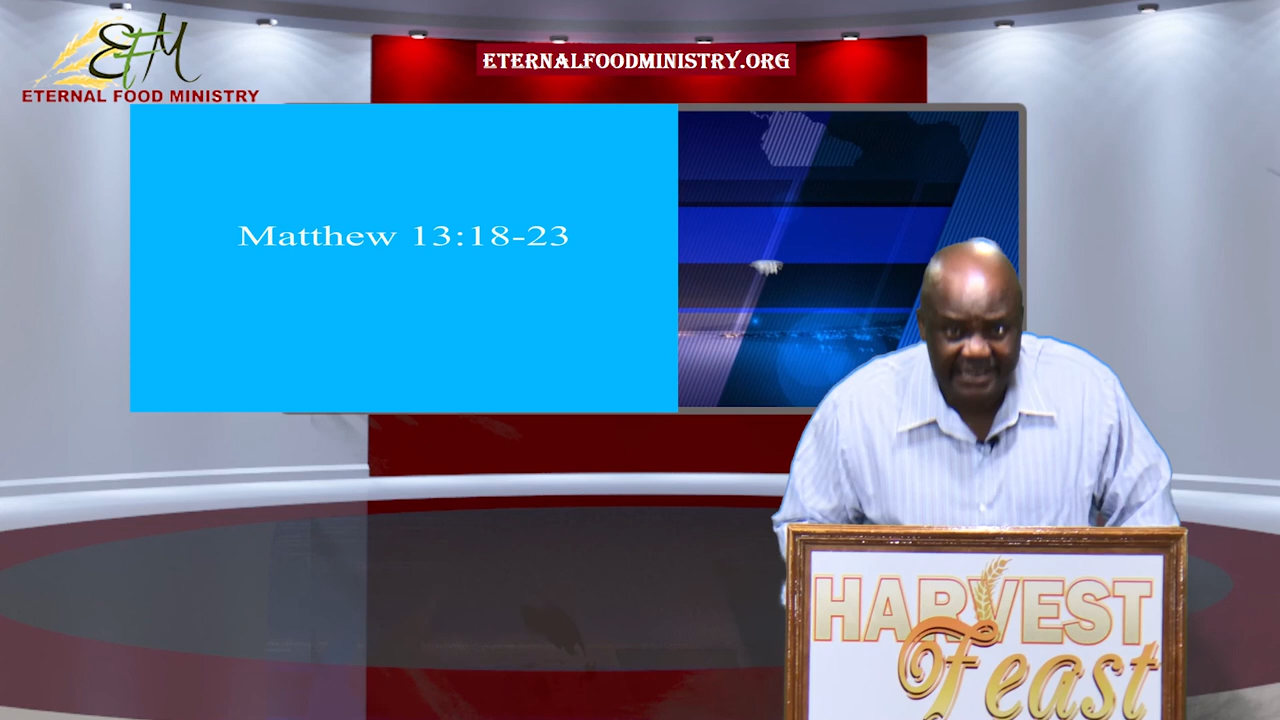 EFM
ETERNAL FOOD MINISTRY
ETERNALFOODMINISTRY.ORG
Matthew 13:18-23
HARVEST
Feast